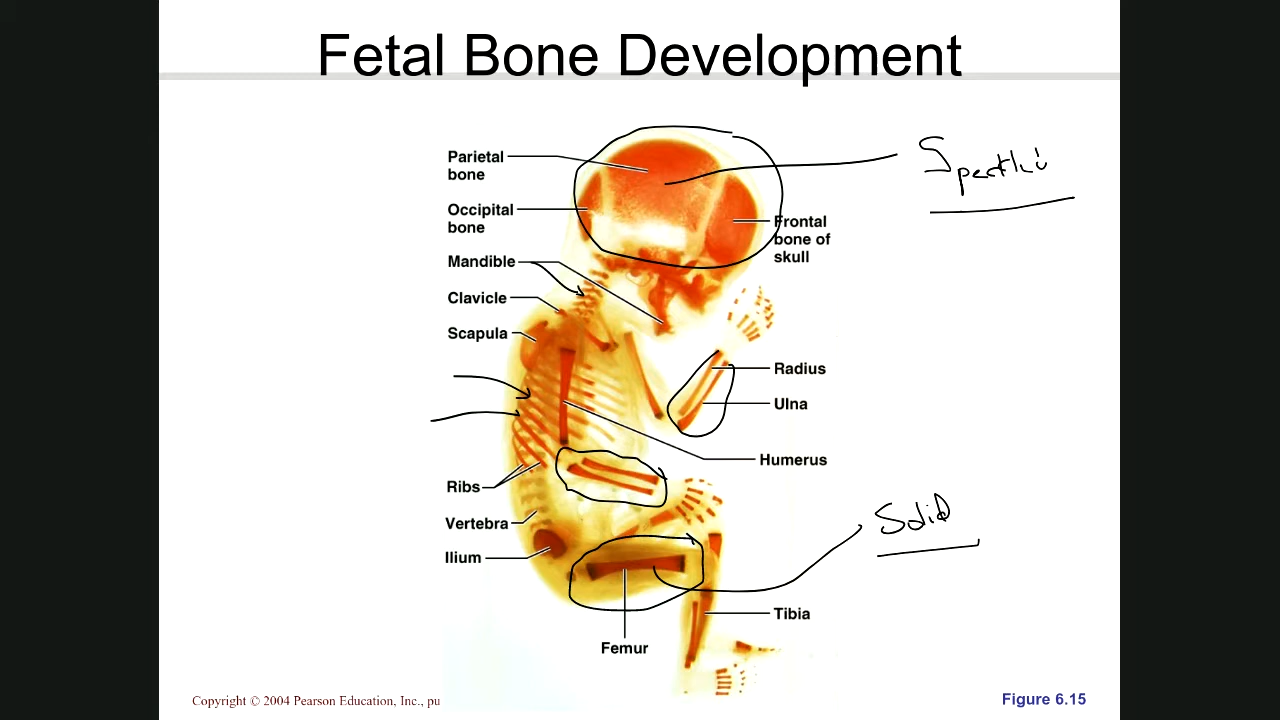 Fetal Bone Development
Parietal
bone
Occipital
bone
Mandible
Clavicle
Scapula
Ribs
Vertebra
Ilium
Femur
Frontal
bone of
skull
Radius
Ulna
Humerus
Tibia
Solid
Copyright © 2004 Pearson Education, Inc., pu
Figure 6.15